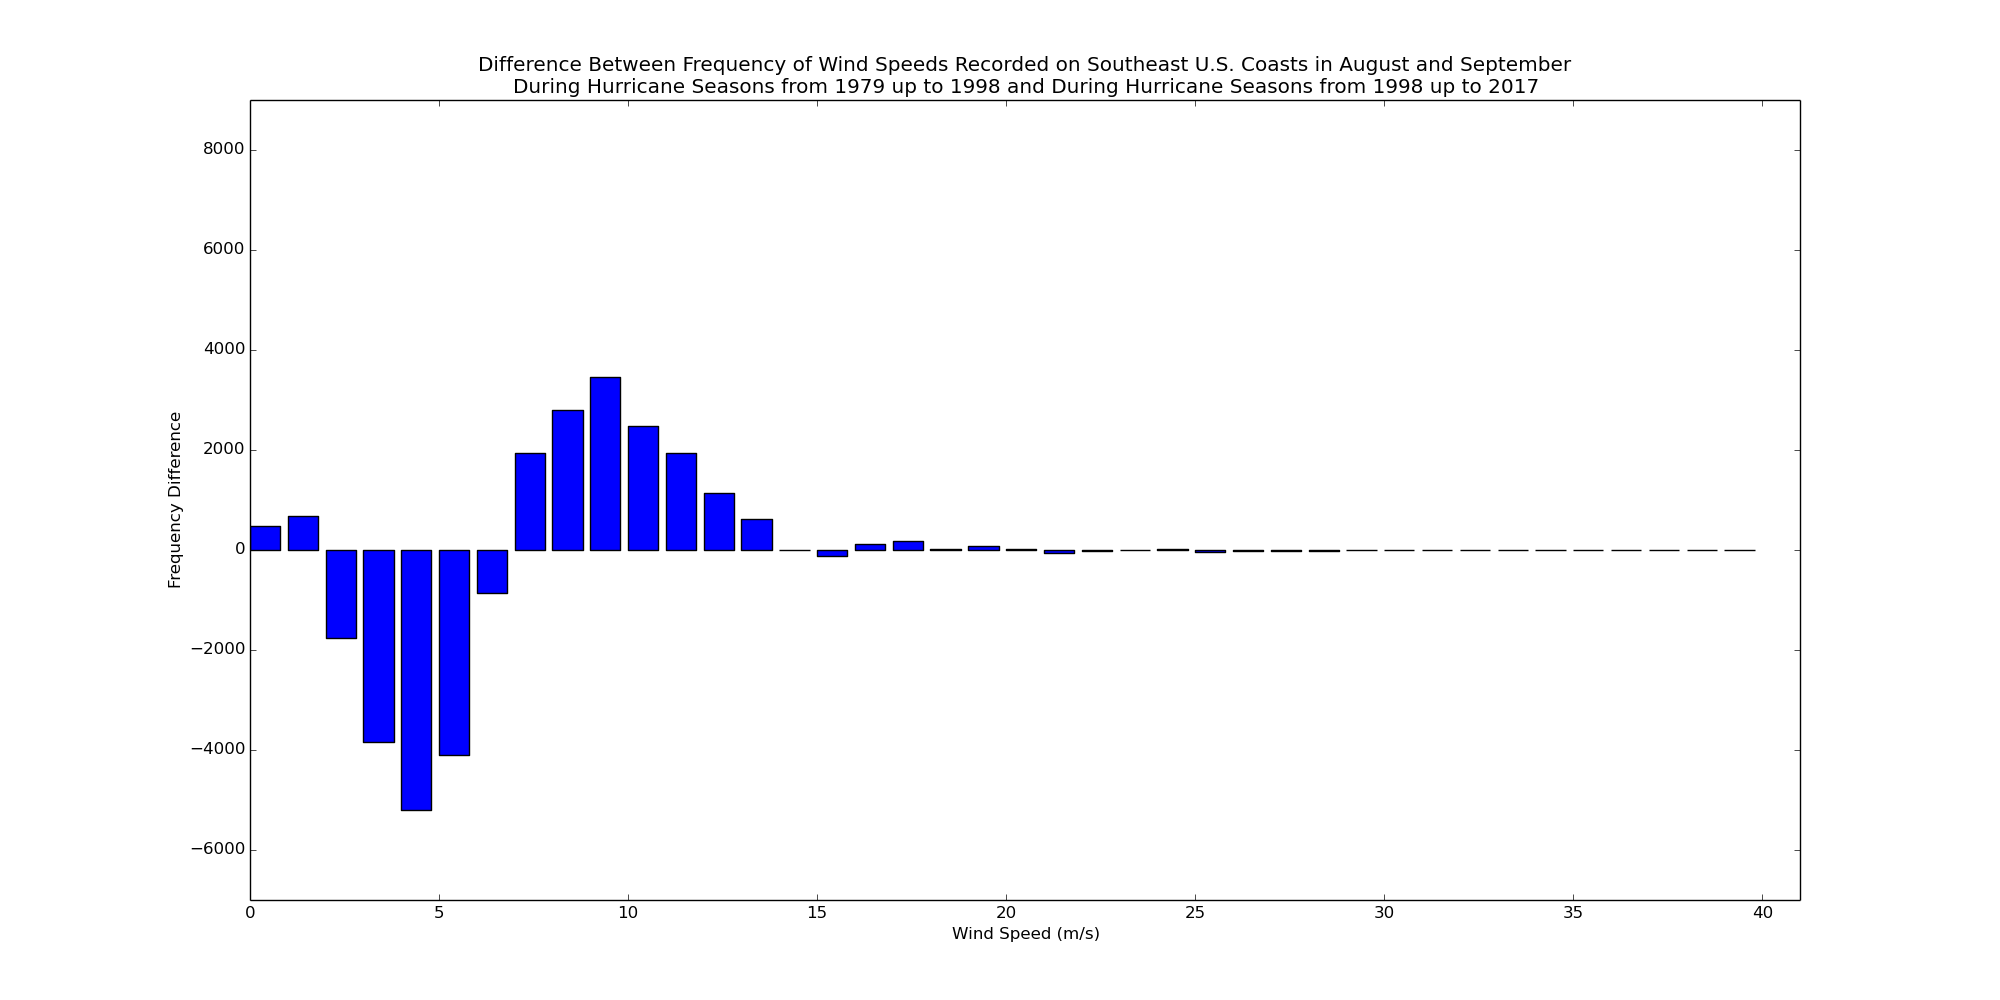 Difference Between Frequency of Wind Speeds Recorded on Southeast U.S. Coasts in August and September
During Hurricane Seasons from 1979 up to 1998 and During Hurricane Seasons from 1998 up to 2017
8000
6000
4000
2000
0
−2000
−4000
−6000
Frequency Difference
0 5 10 15 20 25 30 35 40
Wind Speed (m/s)